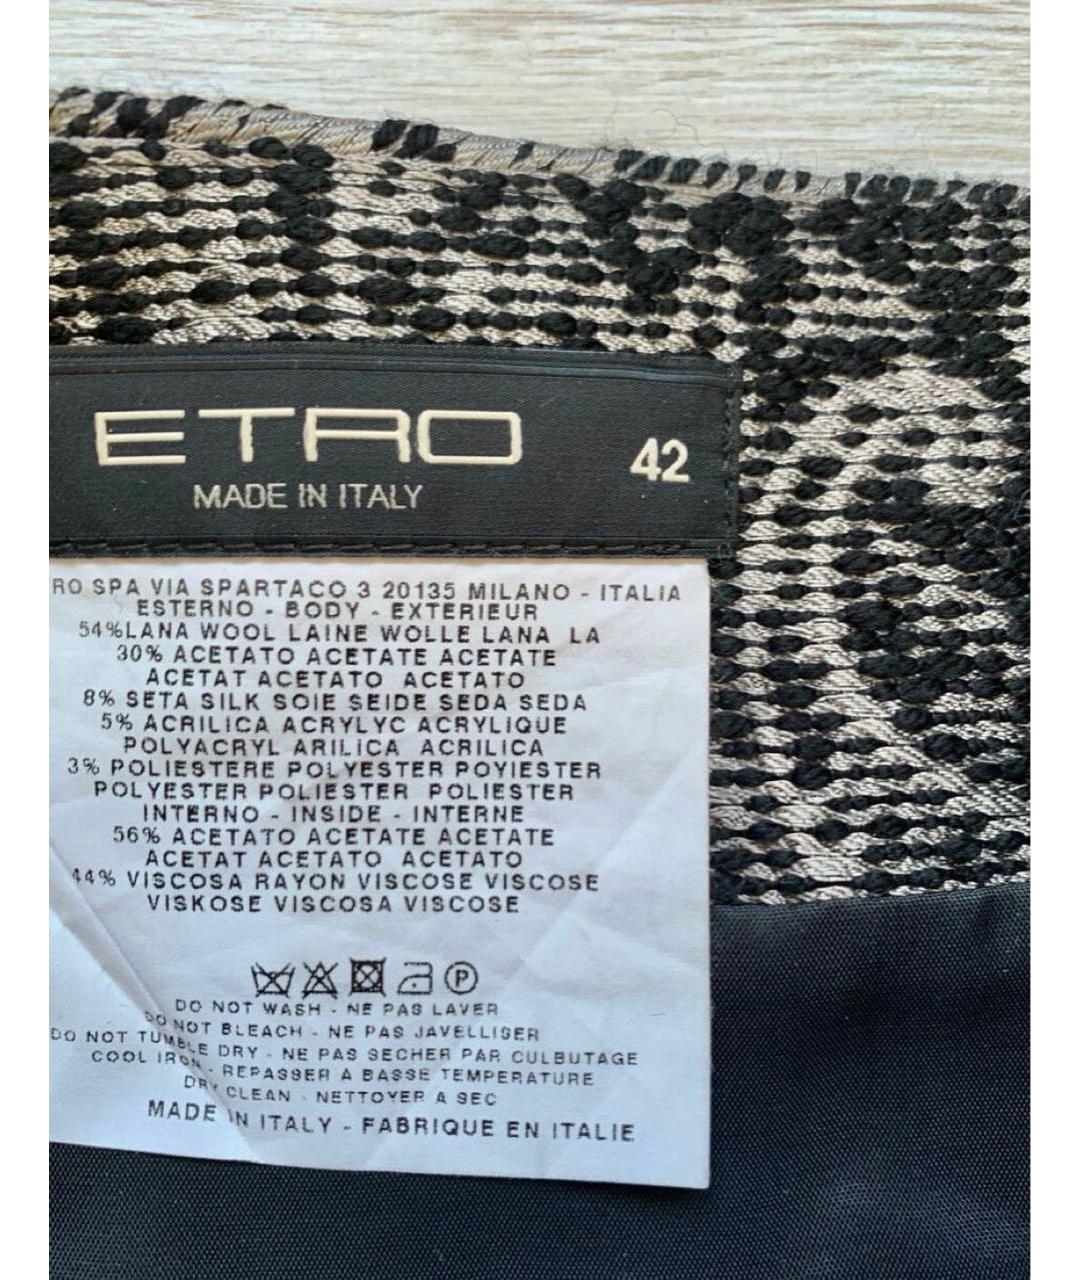 ETRO
42
MADE IN ITALY
RO SPA VIA SPARTACO 3 20135 MILANO - ITALIA
ESTERNO - BODY - EXTERIEUR
54%LANA WOOL LAINE WOLLE LANA LA
30% ACETATO ACETATE ACETATE
ACETAT ACETATO ACETATO
8% SETA SILK SOIE SEIDE SEDA SEDA
5% ACRILICA ACRYLYC ACRYLIQUE
POLYACRYL ARILICA ACRILICA
3% POLIESTERE POLYESTER POYIESTER
POLYESTER POLIESTER POLIESTER
INTERNO - INSIDE - INTERNE
56% ACETATO ACETATE ACETATE
ACETAT ACETATO ACETATO
44% VISCOSA RAYON VISCOSE VISCOSE
VISKOSE VISCOSA VISCOSE
P
DO NOT WASH - NE PAS LAVER
DO NOT BLEACH - NE PAS JAVELLISER
DO NOT TUMBLE DRY - NE PAS SECHER PAR CULBUTAGE
COOL IRON - REPASSER A BASSE TEMPERATURE
DRY CLEAN - NETTOYER A SEC
MADE IN ITALY - FABRIQUE EN ITALIE